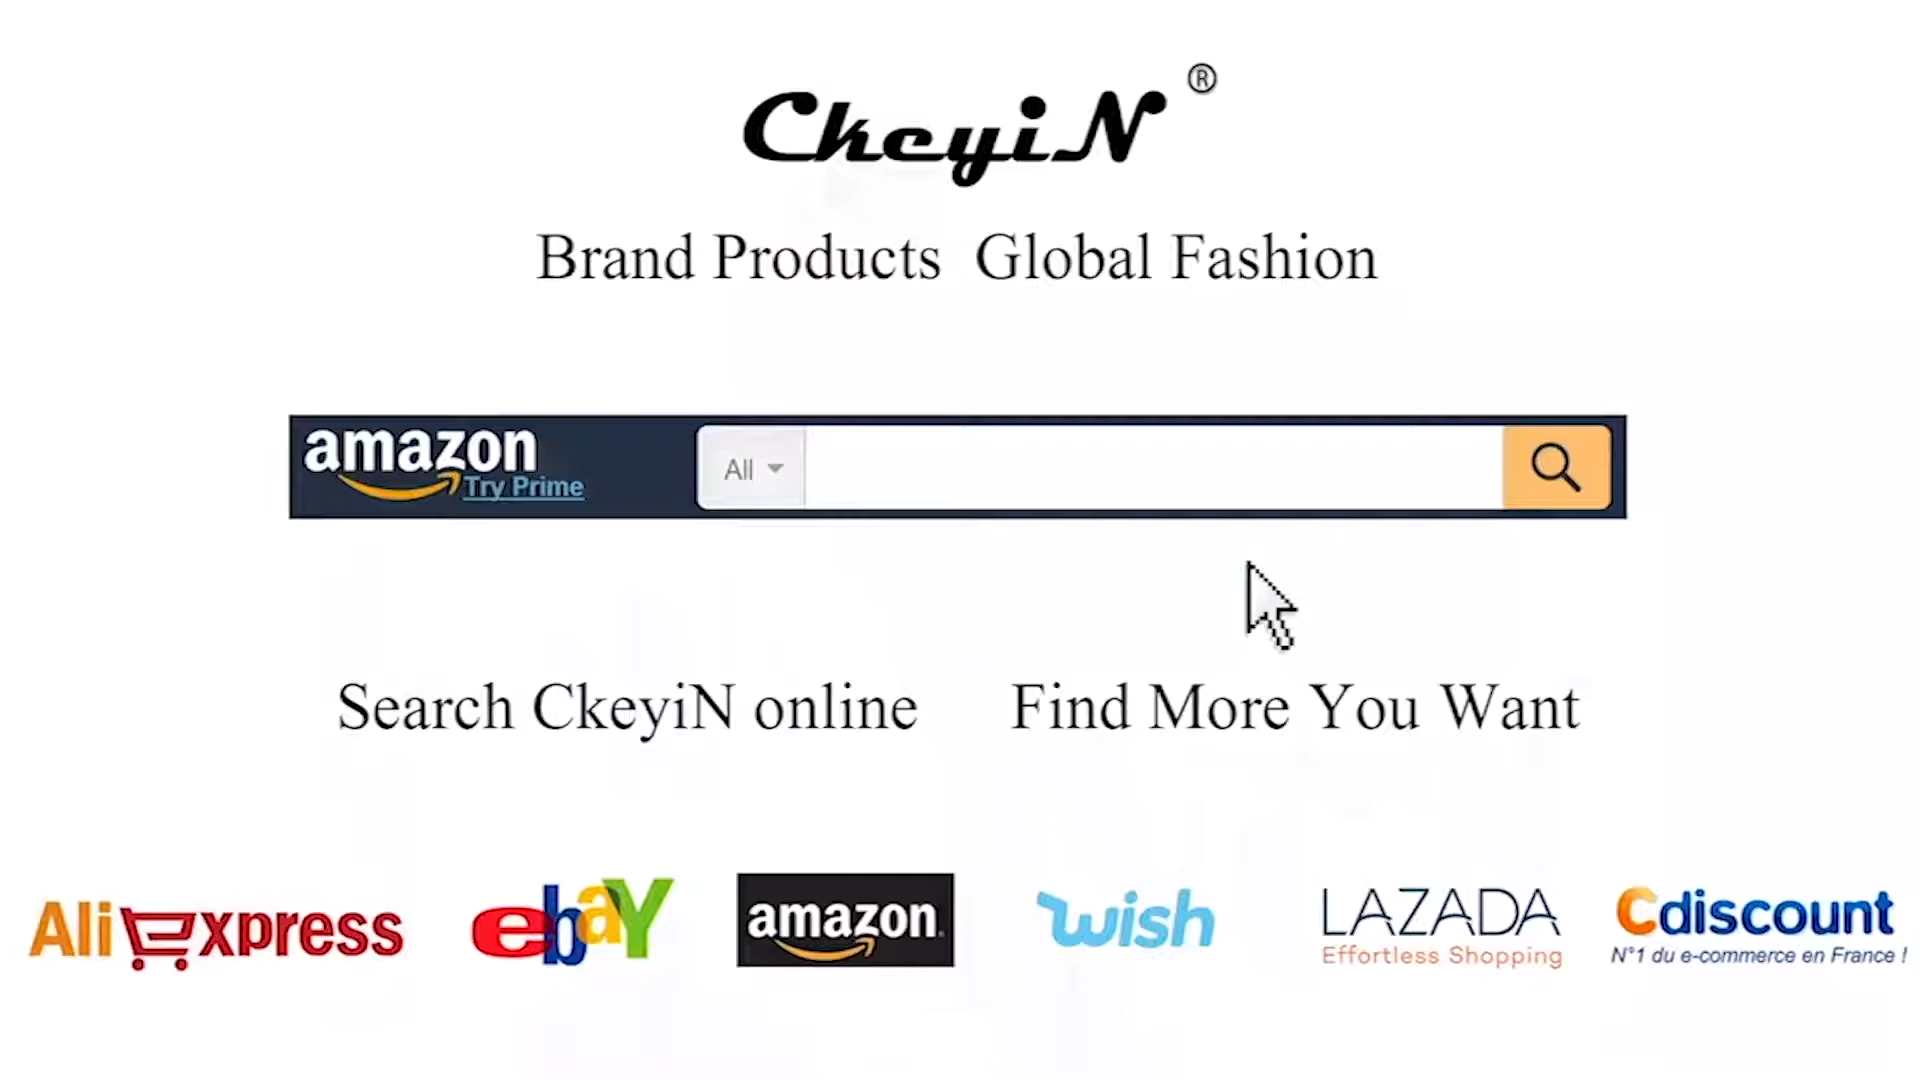 CkeyiN ®
Brand Products Global Fashion
amazon Try Prime All
Search CkeyiN online Find More You Want
AliExpress ebay amazon wish LAZADA Cdiscount
Effortless Shopping N°1 du e-commerce en France !